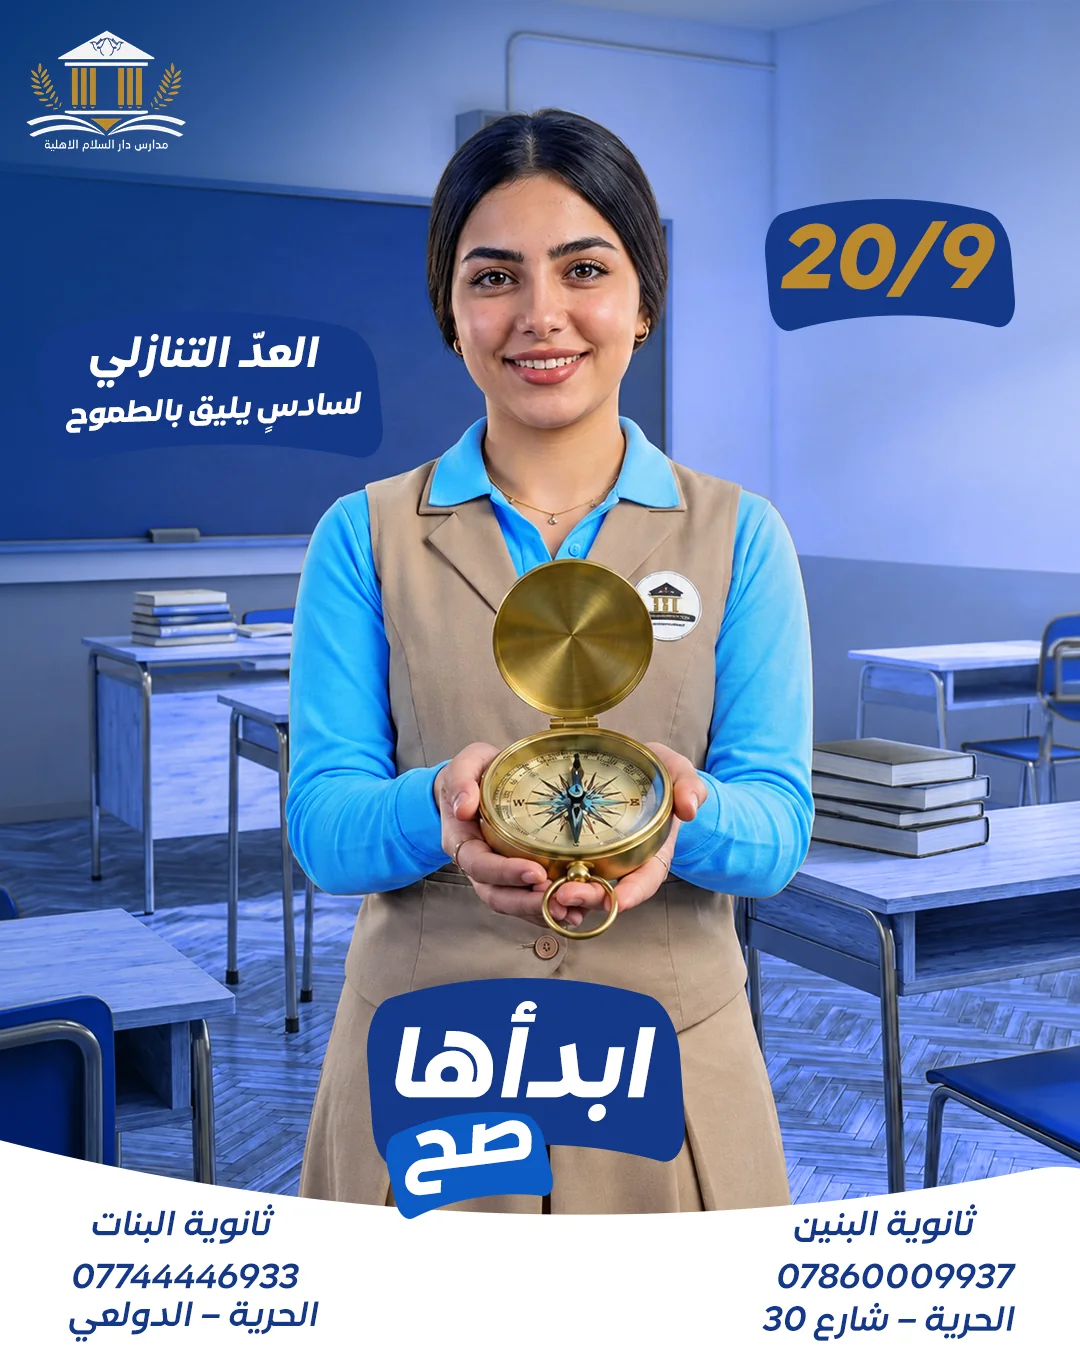 مدارس دار السلام الاهلية
20/9
العدّ التنازلي
لسادسٍ يليق بالطموح
W
E
ابدأها
صح
ثانوية البنين
07860009937
الحرية – شارع 30
ثانوية البنات
07744446933
الحرية – الدولعي